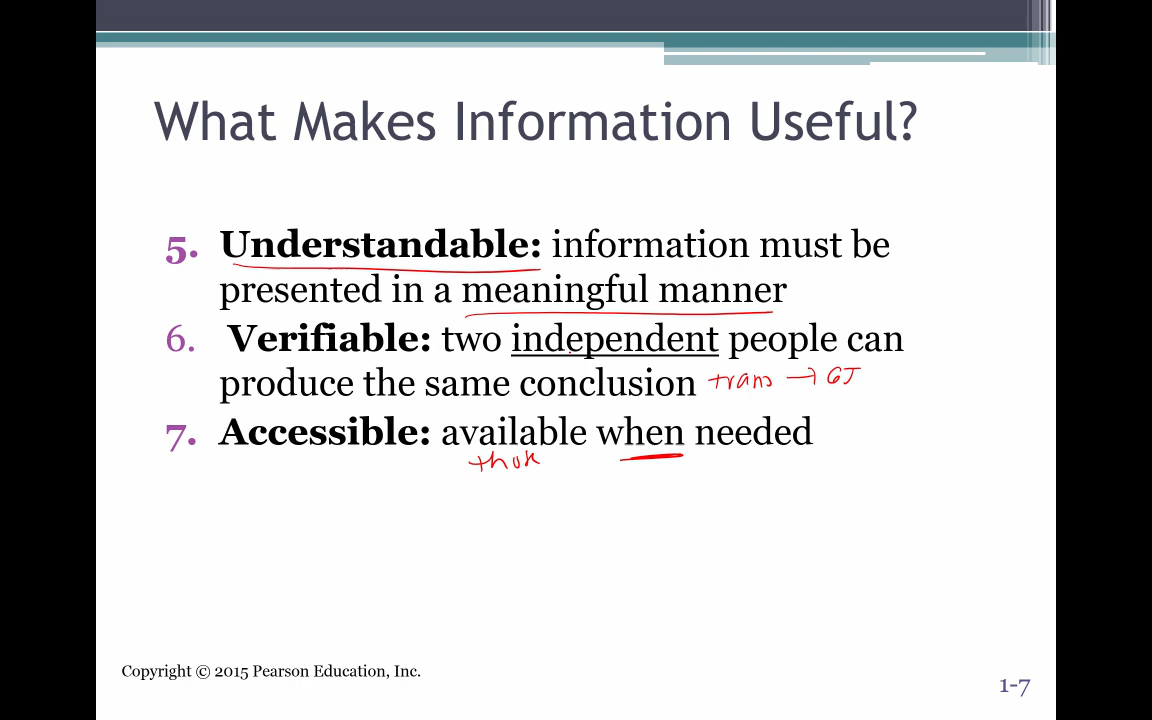 What Makes Information Useful?
5. Understandable: information must be
presented in a meaningful manner
6. Verifiable: two independent people can
produce the same conclusion trans → GJ
7. Accessible: available when needed
Copyright © 2015 Pearson Education, Inc.
1-7